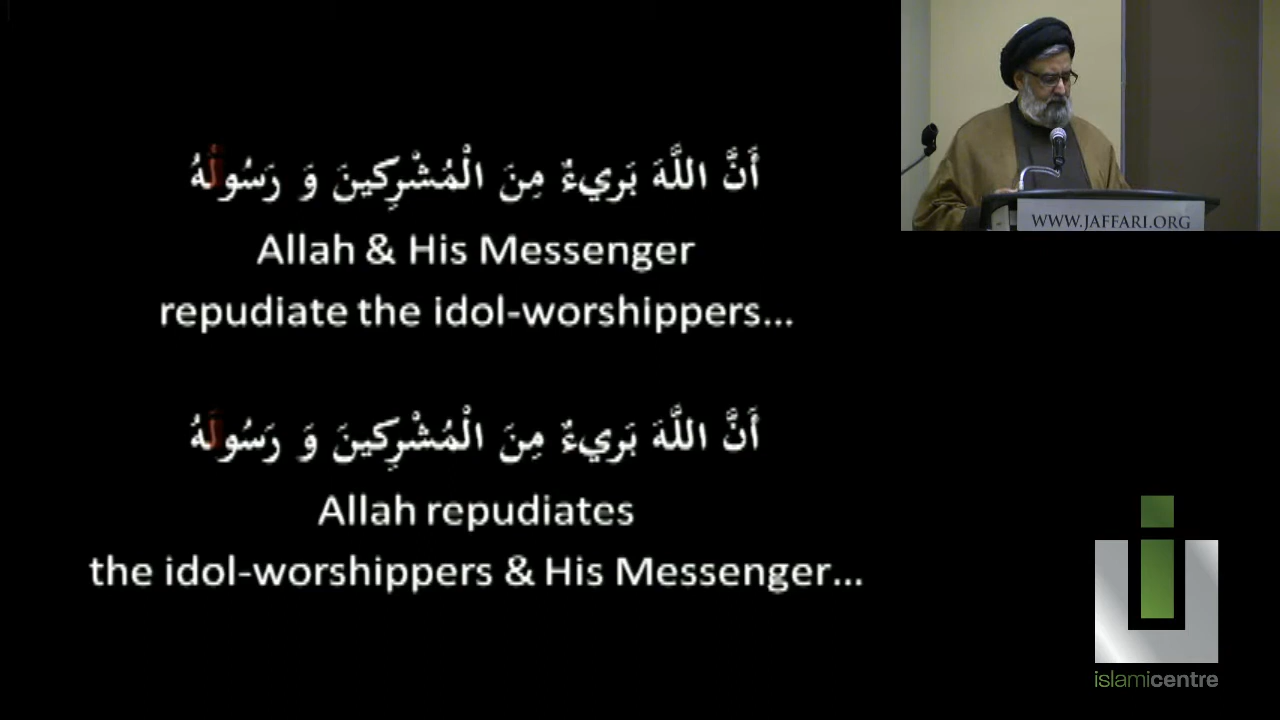 أَنَّ اللَّهَ بَرِيءٌ مِنَ الْمُشْرِكِينَ وَ رَسُولُهُ
Allah & His Messenger
repudiate the idol-worshippers...
أَنَّ اللَّهَ بَرِيءٌ مِنَ الْمُشْرِكِينَ وَ رَسُولَهُ
Allah repudiates
the idol-worshippers & His Messenger...
WWW.JAFFARI.ORG
islamicentre